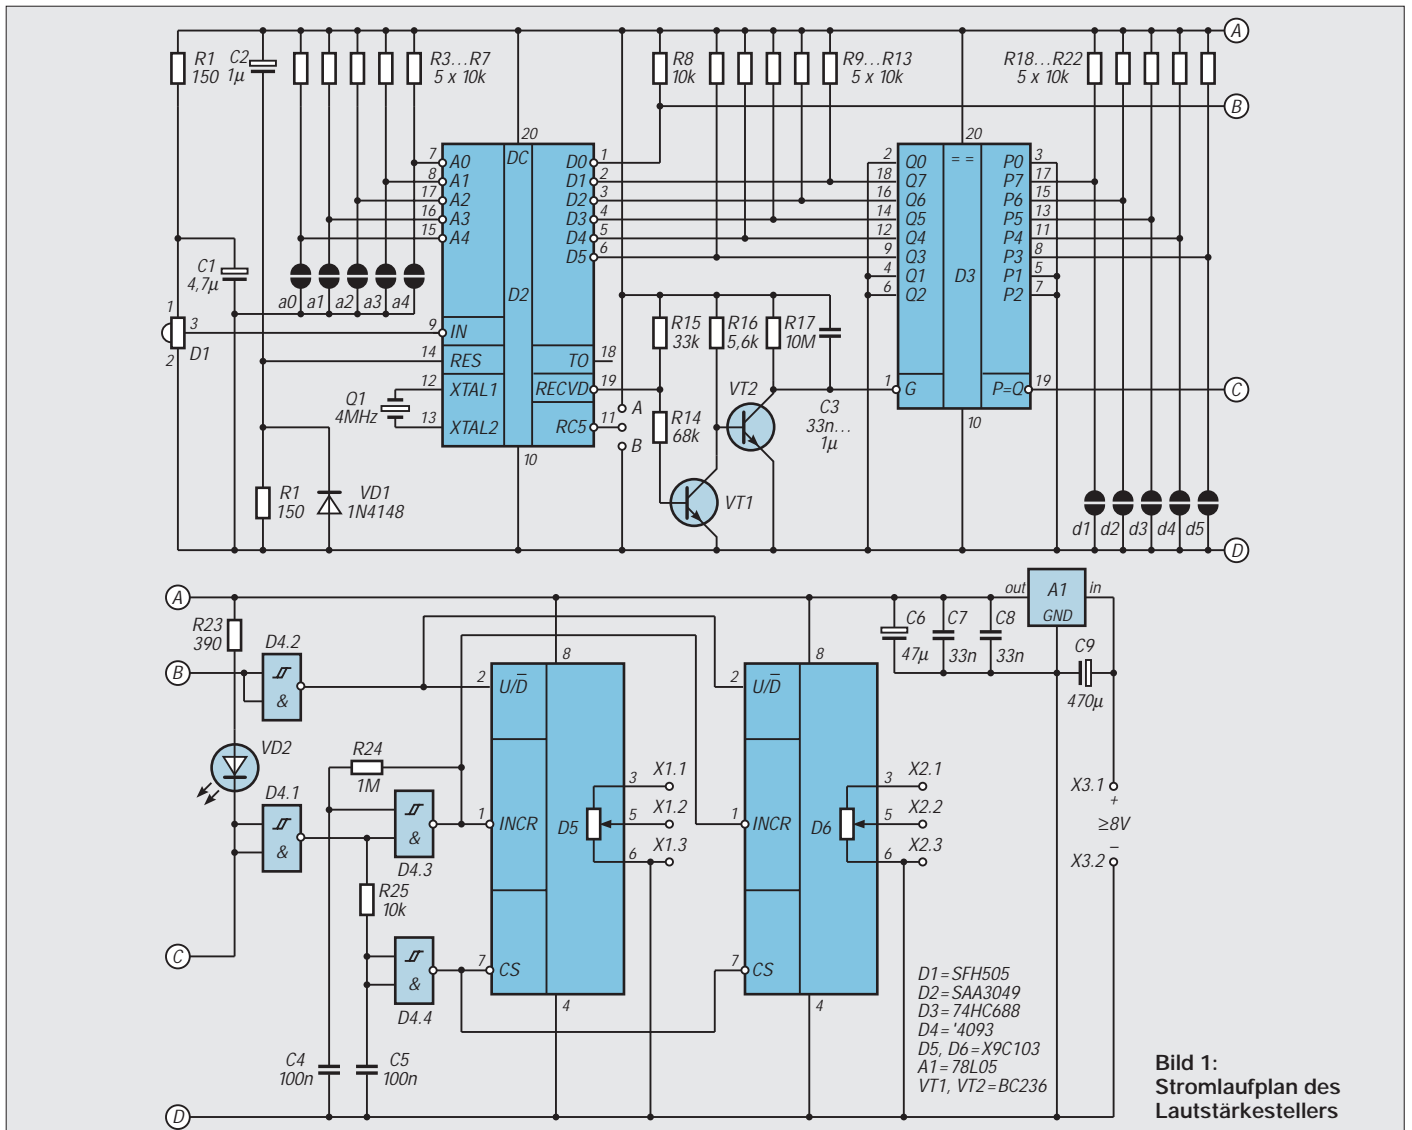 A
R1
150
C2
1µ
R3...R7
5 x 10k
R8
10k
R9...R13
5 x 10k
R18...R22
5 x 10k
B
20
20
7
A0
DC
D0
1
2
Q0
= =
P0
3
8
A1
D1
2
18
Q7
P7
17
17
A2
D2
3
16
Q6
P6
15
16
A3
D3
4
14
Q5
P5
13
15
A4
D4
5
12
Q4
P4
11
D5
6
9
Q3
P3
8
4
Q1
D3
P1
5
6
Q2
P2
7
C1
4,7µ
a0
a1
a2
a3
a4
D2
1
3
2
D1
9
IN
R15
33k
R16
5,6k
R17
10M
14
RES
TO
18
12
XTAL1
RECVD
19
VT2
1
G
P=Q
19
C
Q1
4MHz
13
XTAL2
RC5
11
A
B
R14
68k
C3
33n...
1µ
10
10
R1
150
VD1
1N4148
VT1
d1
d2
d3
d4
d5
D
A
out
A1
GND
in
R23
390
D4.2
&
C6
47µ
C7
33n
C8
33n
C9
470µ
B
8
8
2
U/D̅
2
U/D̅
VD2
R24
1M
D4.1
&
&
D4.3
1
INCR
D5
3
X1.1
5
X1.2
6
X1.3
1
INCR
D6
3
X2.1
5
X2.2
6
X2.3
X3.1
+
≥8V
–
X3.2
R25
10k
C
&
D4.4
7
CS
7
CS
4
4
C4
100n
C5
100n
D1=SFH505
D2=SAA3049
D3=74HC688
D4='4093
D5, D6=X9C103
A1=78L05
VT1, VT2=BC236
D
Bild 1:
Stromlaufplan des
Lautstärkestellers